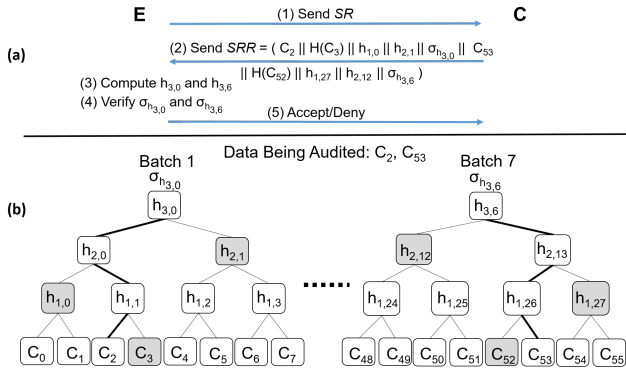 E C
(1) Send SR
(a)
(2) Send SRR = ( C₂ || H(C₃) || h₁,₀ || h₂,₁ || σh₃,₀ || C₅₃
|| H(C₅₂) || h₁,₂₇ || h₂,₁₂ || σh₃,₆ )
(3) Compute h₃,₀ and h₃,₆
(4) Verify σh₃,₀ and σh₃,₆
(5) Accept/Deny
Data Being Audited: C₂, C₅₃
Batch 1 Batch 7
σh₃,₀ σh₃,₆
(b)
h₃,₀ h₃,₆
h₂,₀ h₂,₁ h₂,₁₂ h₂,₁₃
h₁,₀ h₁,₁ h₁,₂ h₁,₃ h₁,₂₄ h₁,₂₅ h₁,₂₆ h₁,₂₇
C₀ C₁ C₂ C₃ C₄ C₅ C₆ C₇ C₄₈ C₄₉ C₅₀ C₅₁ C₅₂ C₅₃ C₅₄ C₅₅